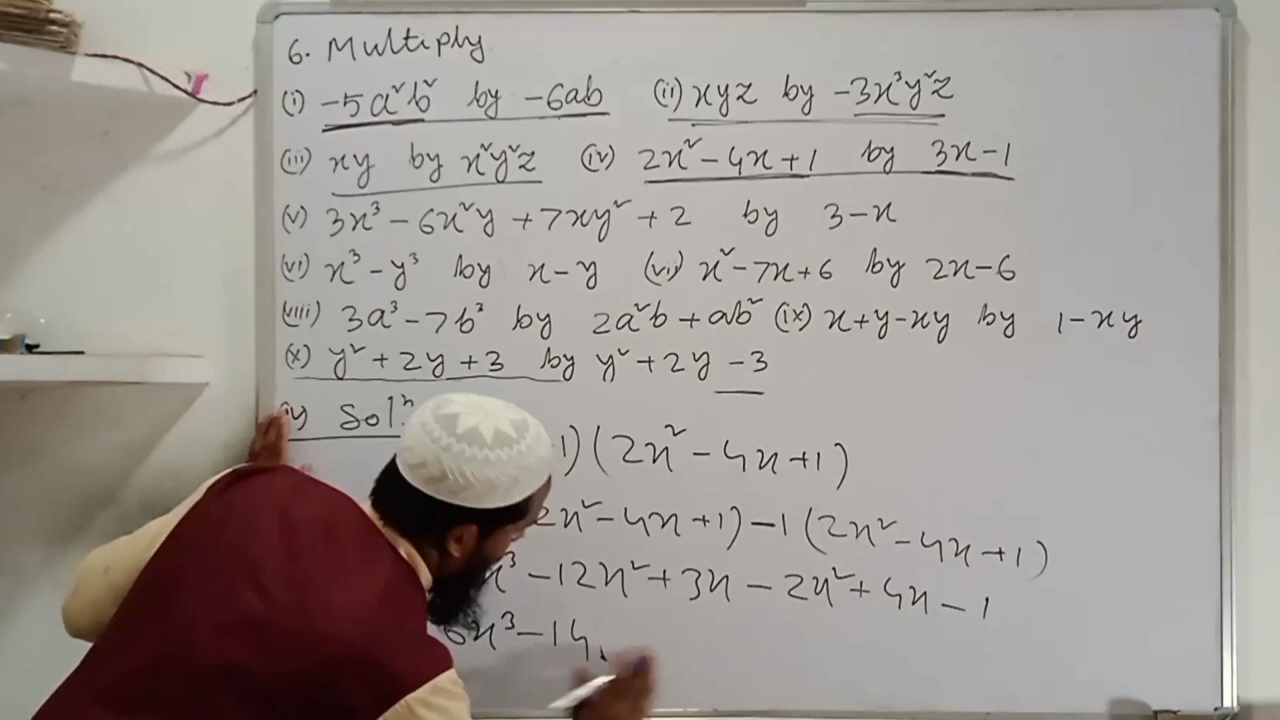 6. Multiply
(i) -5a²b² by -6ab (ii) xyz by -3x³y²z
(iii) xy by x²y²z (iv) 2x²-4x+1 by 3x-1
(v) 3x³-6x²y+7xy²+2 by 3-x
(vi) x³-y³ by x-y (vii) x²-7x+6 by 2x-6
(viii) 3a³-7b³ by 2a²b+ab² (ix) x+y-xy by 1-xy
(x) y²+2y+3 by y²+2y-3
Solⁿ
1)(2x²-4x+1)
2x²-4x+1)-1(2x²-4x+1)
x³-12x²+3x-2x²+4x-1
6x³-14